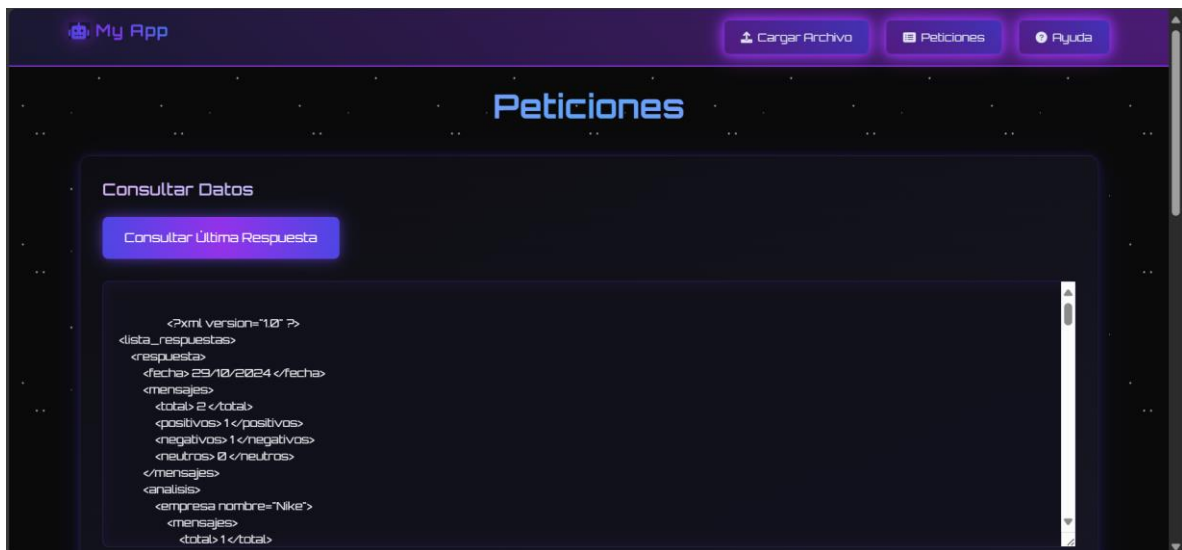 My App
Cargar Archivo
Peticiones
Ayuda
Peticiones
Consultar Datos
Consultar Última Respuesta
<?xml version="1.0" ?>
<lista_respuestas>
<respuesta>
<fecha> 29/10/2024 </fecha>
<mensajes>
<total> 2 </total>
<positivos> 1 </positivos>
<negativos> 1 </negativos>
<neutros> 0 </neutros>
</mensajes>
<analisis>
<empresa nombre="Nike">
<mensajes>
<total> 1 </total>